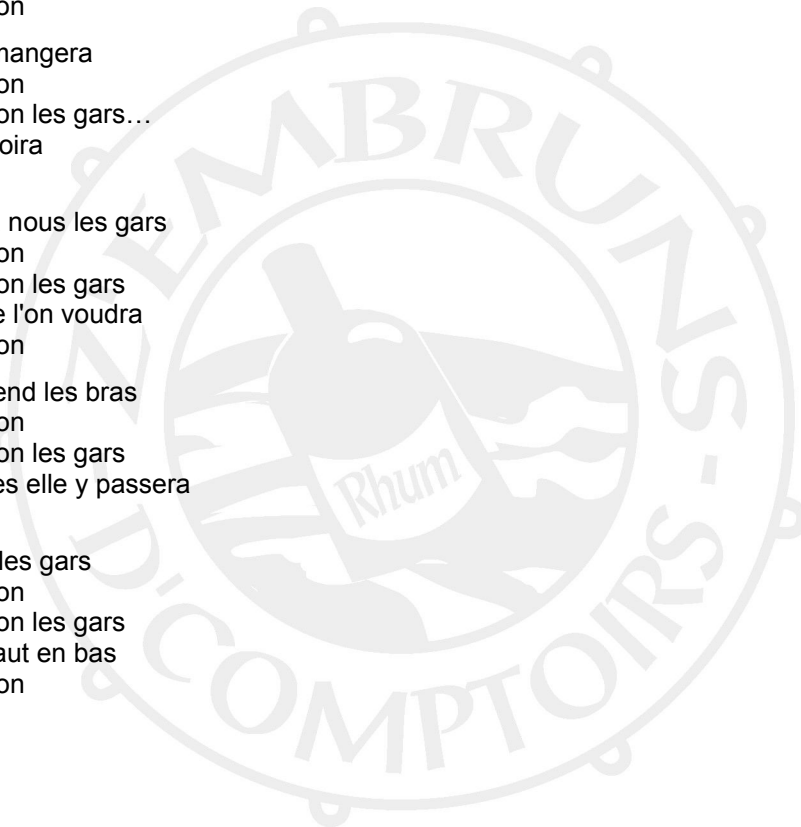 on
mangera
on
on les gars…
oira
nous les gars
on
on les gars
e l'on voudra
on
end les bras
on
on les gars
es elle y passera
les gars
on
on les gars
aut en bas
on
ZEMBRUNS - D'COMPTOIRS -
Rhum